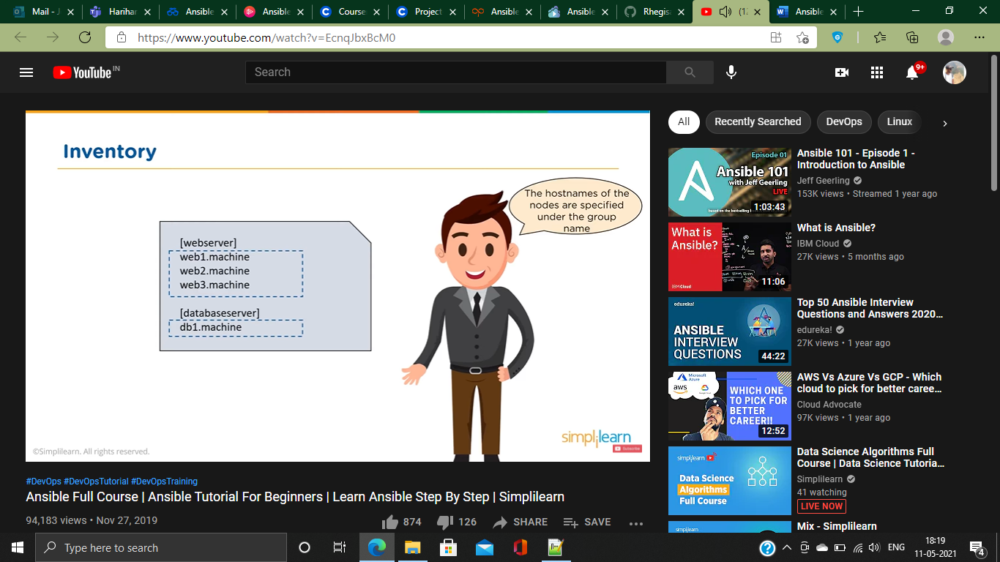 Mail - J
Harihar
Ansible
Ansible
Course
Project
Ansible
Ansible
Rhegisa
(12
Ansible
https://www.youtube.com/watch?v=EcnqJbxBcM0
YouTube IN
Search
9+
Inventory
The hostnames of the
nodes are specified
under the group
name
[webserver]
web1.machine
web2.machine
web3.machine
[databaseserver]
db1.machine
©Simplilearn. All rights reserved.
simplilearn
Subscribe
#DevOps #DevOpsTutorial #DevOpsTraining
Ansible Full Course | Ansible Tutorial For Beginners | Learn Ansible Step By Step | Simplilearn
94,183 views • Nov 27, 2019
874
126
SHARE
SAVE
All
Recently Searched
DevOps
Linux
Episode 01
Ansible 101
with Jeff Geerling
LIVE
1:03:43
Ansible 101 - Episode 1 -
Introduction to Ansible
Jeff Geerling
153K views • Streamed 1 year ago
What is
Ansible?
IBM Cloud
11:06
What is Ansible?
IBM Cloud
27K views • 5 months ago
edureka!
ANSIBLE
INTERVIEW
QUESTIONS
44:22
Top 50 Ansible Interview
Questions and Answers 2020...
edureka!
27K views • 1 year ago
Microsoft
Azure
aws
WHICH ONE
TO PICK FOR
BETTER
CAREER!!
12:52
AWS Vs Azure Vs GCP - Which
cloud to pick for better caree...
Cloud Advocate
97K views • 1 year ago
simplilearn
Data Science
Algorithms
Full Course
Data Science Algorithms Full
Course | Data Science Tutoria...
Simplilearn
41 watching
LIVE NOW
simplilearn
Mix - Simplilearn
Type here to search
ENG
18:19
11-05-2021
4